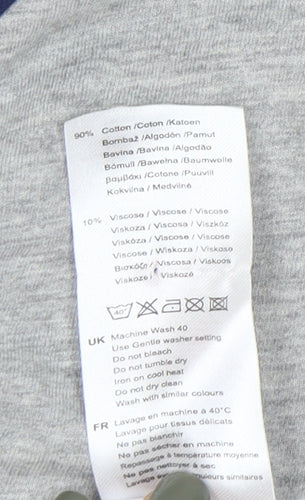 90% Cotton /Coton /Katoen
Bombaž /Algodón /Pamut
Bavlna /Bavlna /Algodão
Bómull /Bawełna /Baumwolle
βαμβάκι /Cotone /Puuvill
Kokvilna / Medvilnė
10% Viscose / Viscose / Viscose
Viskoza / Viscosa / Viszkóz
Viskóza / Viscose / Viscose
Viscose / Wiskoza / Viskose
Βισκόζη / Viscosa / Viskoos
Viskoze / Viskozė
40°
UK Machine Wash 40
Use Gentle washer setting
Do not bleach
Do not tumble dry
Iron on cool heat
Do not dry clean
Wash with similar colours
FR Lavage en machine à 40°C
Lavage pour tissus délicats
Ne pas blanchir
Ne pas sécher en machine
Repassage à température moyenne
Ne pas nettoyer à sec
Lavage couleurs similaires